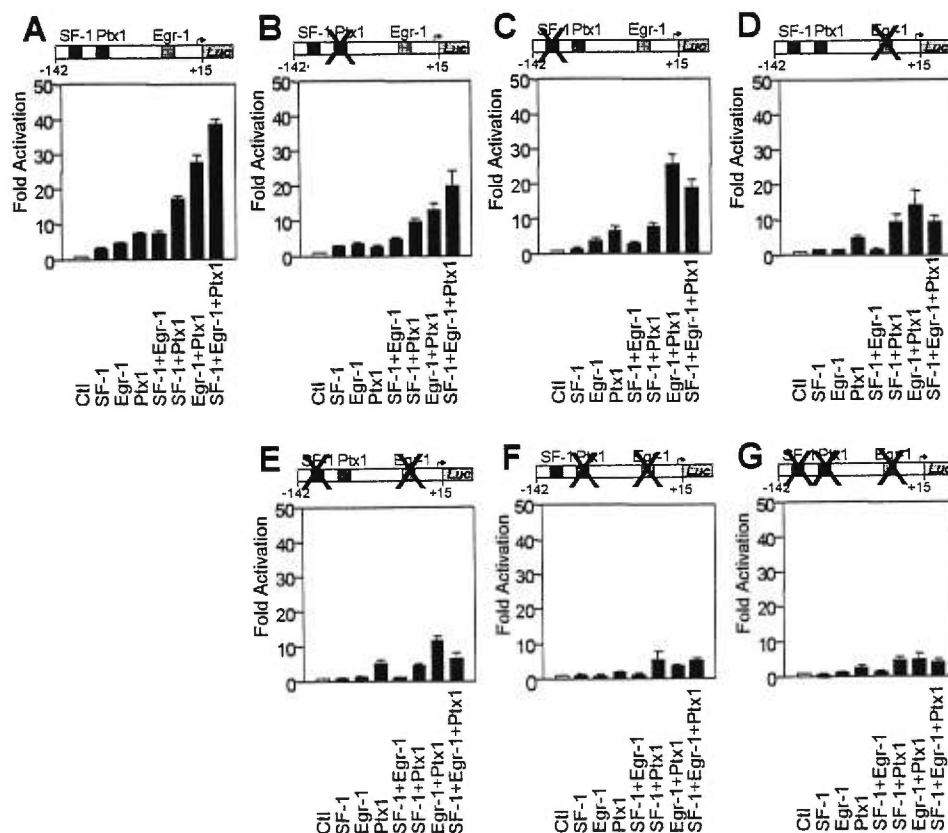 A
SF-1 Ptx1 Egr-1
Luc
-142 +15
Fold Activation
50
40
30
20
10
0
Ctl
SF-1
Egr-1
Ptx1
SF-1+Egr-1
SF-1+Ptx1
Egr-1+Ptx1
SF-1+Egr-1+Ptx1
B
SF-1 Ptx1 Egr-1
Luc
-142 +15
Fold Activation
50
40
30
20
10
0
Ctl
SF-1
Egr-1
Ptx1
SF-1+Egr-1
SF-1+Ptx1
Egr-1+Ptx1
SF-1+Egr-1+Ptx1
C
SF-1 Ptx1 Egr-1
Luc
-142 +15
Fold Activation
50
40
30
20
10
0
Ctl
SF-1
Egr-1
Ptx1
SF-1+Egr-1
SF-1+Ptx1
Egr-1+Ptx1
SF-1+Egr-1+Ptx1
D
SF-1 Ptx1 Egr-1
Luc
-142 +15
Fold Activation
50
40
30
20
10
0
Ctl
SF-1
Egr-1
Ptx1
SF-1+Egr-1
SF-1+Ptx1
Egr-1+Ptx1
SF-1+Egr-1+Ptx1
E
SF-1 Ptx1 Egr-1
Luc
-142 +15
Fold Activation
50
40
30
20
10
0
Ctl
SF-1
Egr-1
Ptx1
SF-1+Egr-1
SF-1+Ptx1
Egr-1+Ptx1
SF-1+Egr-1+Ptx1
F
SF-1 Ptx1 Egr-1
Luc
-142 +15
Fold Activation
50
40
30
20
10
0
Ctl
SF-1
Egr-1
Ptx1
SF-1+Egr-1
SF-1+Ptx1
Egr-1+Ptx1
SF-1+Egr-1+Ptx1
G
SF-1 Ptx1 Egr-1
Luc
-142 +15
Fold Activation
50
40
30
20
10
0
Ctl
SF-1
Egr-1
Ptx1
SF-1+Egr-1
SF-1+Ptx1
Egr-1+Ptx1
SF-1+Egr-1+Ptx1